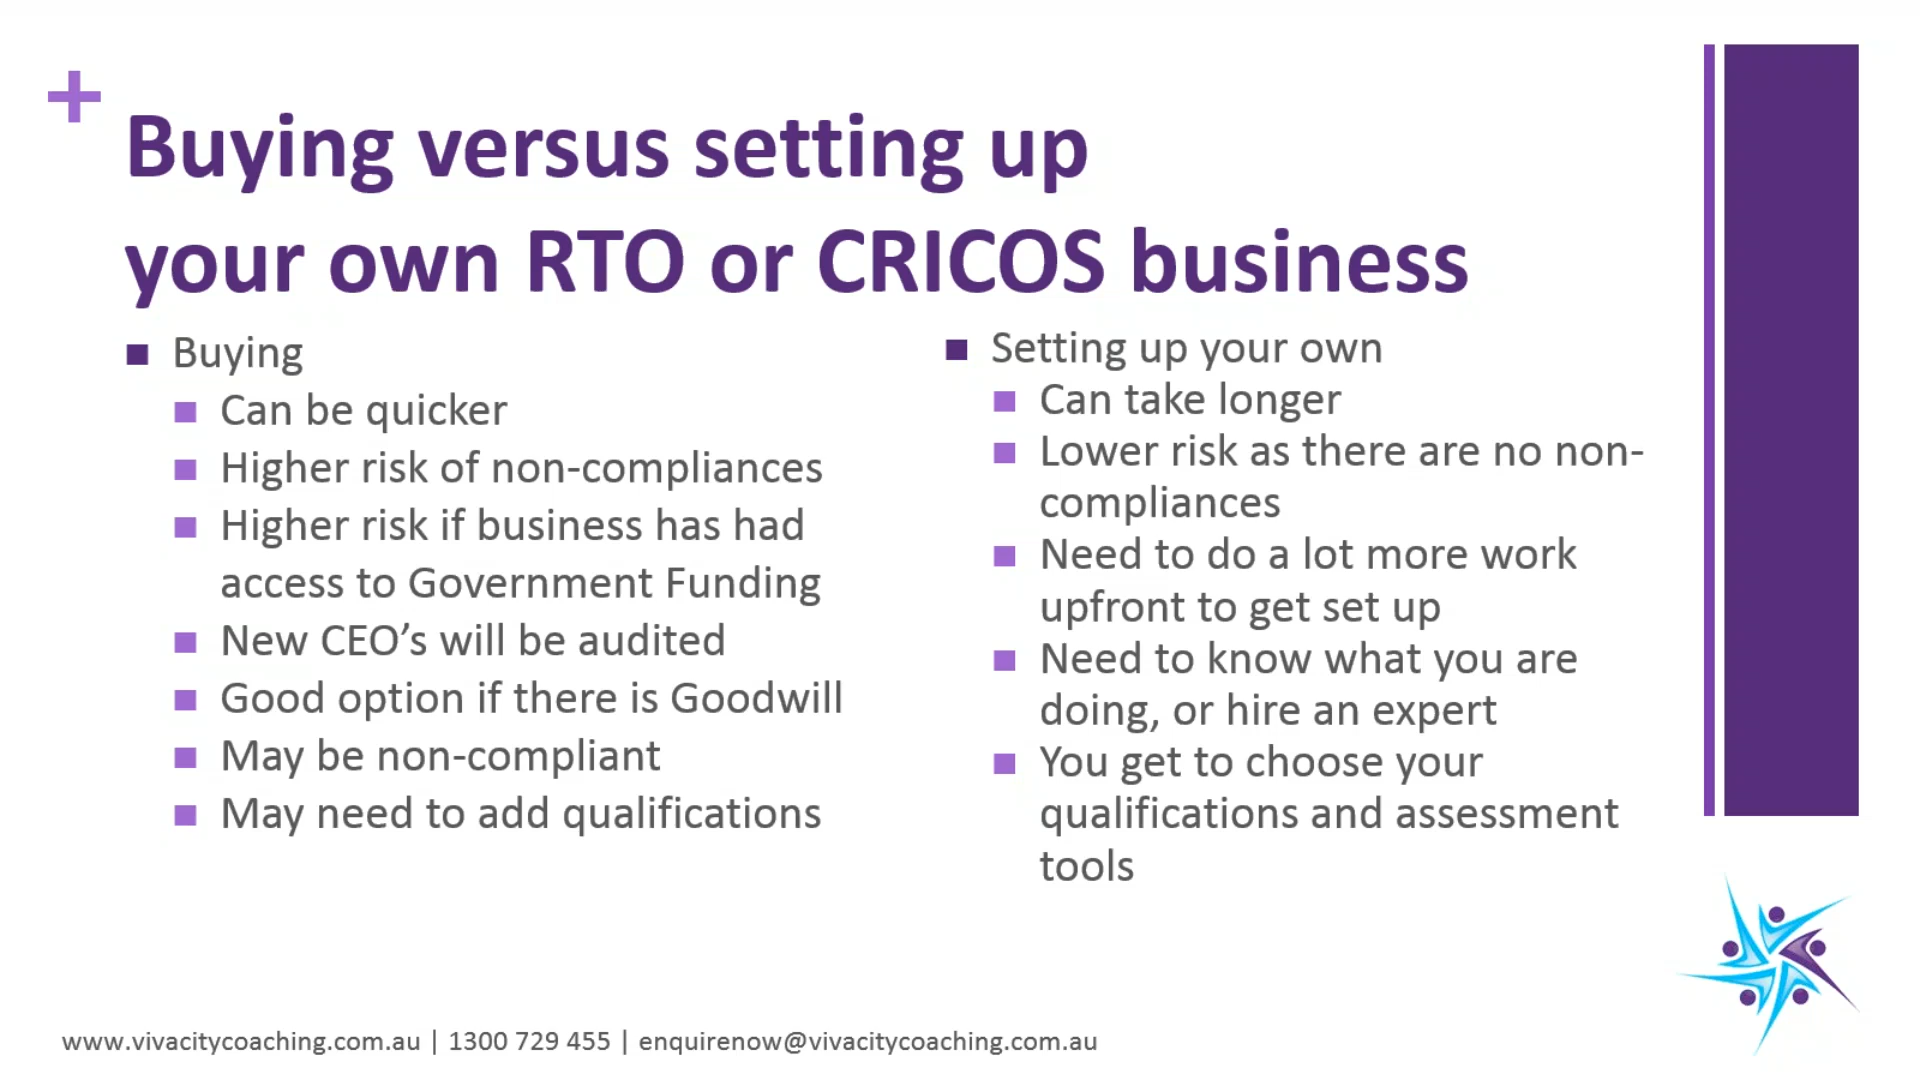 Buying versus setting up
your own RTO or CRICOS business
Buying
Can be quicker
Higher risk of non-compliances
Higher risk if business has had
access to Government Funding
New CEO’s will be audited
Good option if there is Goodwill
May be non-compliant
May need to add qualifications
Setting up your own
Can take longer
Lower risk as there are no non-
compliances
Need to do a lot more work
upfront to get set up
Need to know what you are
doing, or hire an expert
You get to choose your
qualifications and assessment
tools
www.vivacitycoaching.com.au | 1300 729 455 | enquirenow@vivacitycoaching.com.au